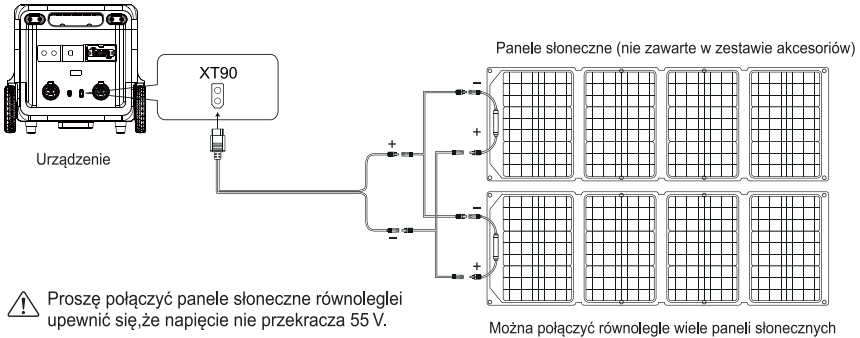 XT90
Panele słoneczne (nie zawarte w zestawie akcesoriów)
Urządzenie
+
−
−
+
−
+
Proszę połączyć panele słoneczne równoleglei
upewnić się,że napięcie nie przekracza 55 V.
Można połączyć równolegle wiele paneli słonecznych